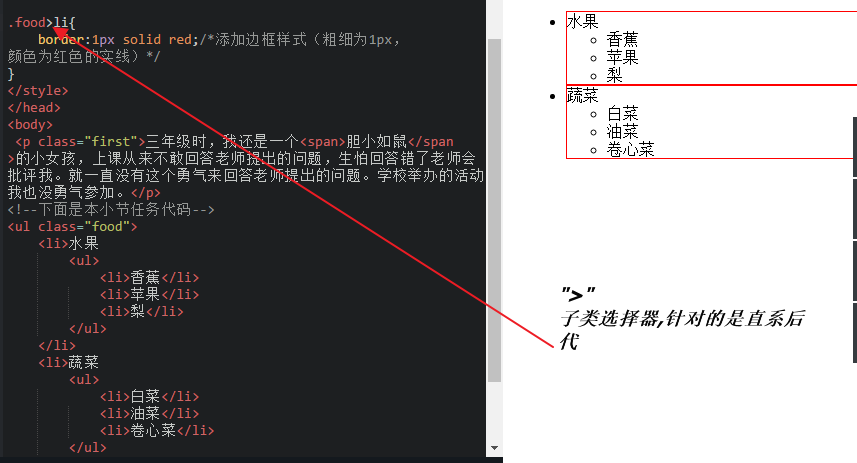 .food>li{
border:1px solid red;/*添加边框样式（粗细为1px，
颜色为红色的实线）*/
}
</style>
</head>
<body>
<p class="first">三年级时，我还是一个<span>胆小如鼠</span
>的小女孩，上课从来不敢回答老师提出的问题，生怕回答错了老师会
批评我。就一直没有这个勇气来回答老师提出的问题。学校举办的活动
我也没勇气参加。</p>
<!--下面是本小节任务代码-->
<ul class="food">
<li>水果
<ul>
<li>香蕉</li>
<li>苹果</li>
<li>梨</li>
</ul>
</li>
<li>蔬菜
<ul>
<li>白菜</li>
<li>油菜</li>
<li>卷心菜</li>
</ul>
水果
香蕉
苹果
梨
蔬菜
白菜
油菜
卷心菜
">"
子类选择器,针对的是直系后
代